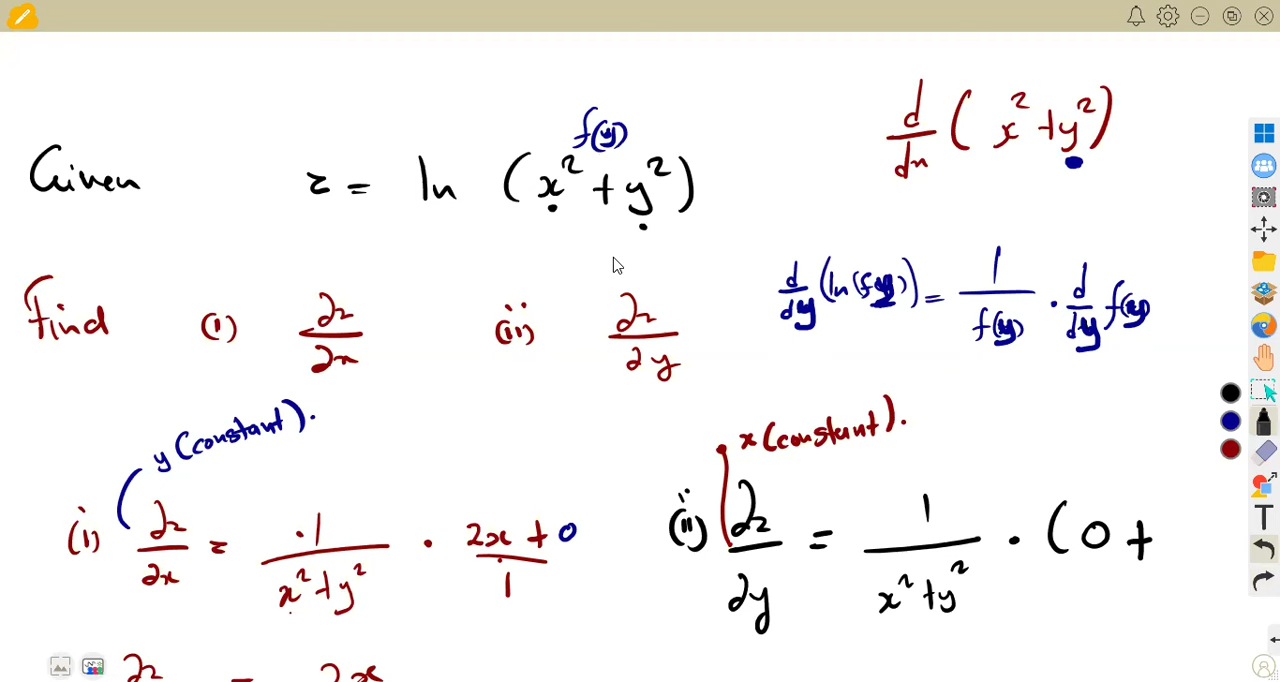 f(y)
d/dx (x² + y²)
Given z = ln (x² + y²)
d/dy (ln(f(y))) = 1/f(y) · d/dy f(y)
Find (i) ∂z/∂x (ii) ∂z/∂y
y (constant).
x (constant).
(i) ∂z/∂x = 1/(x² + y²) · (2x + 0)/1
(ii) ∂z/∂y = 1/(x² + y²) · (0 +
∂z = 2x
T